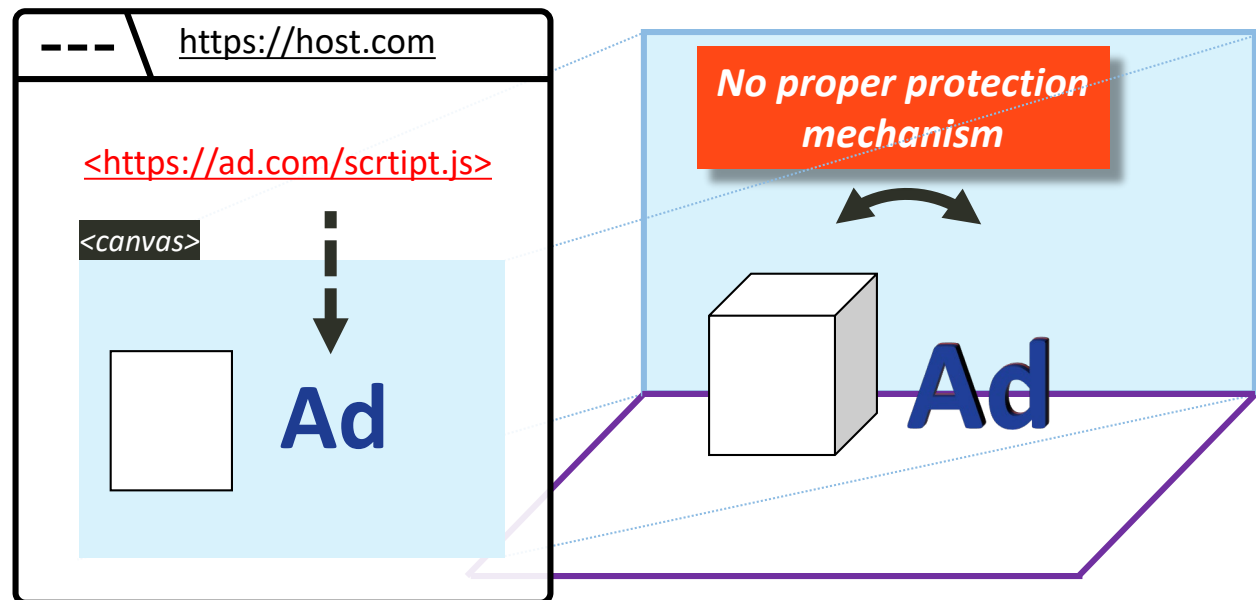 https://host.com
<https://ad.com/scrtipt.js>
<canvas>
Ad
No proper protection
mechanism
Ad